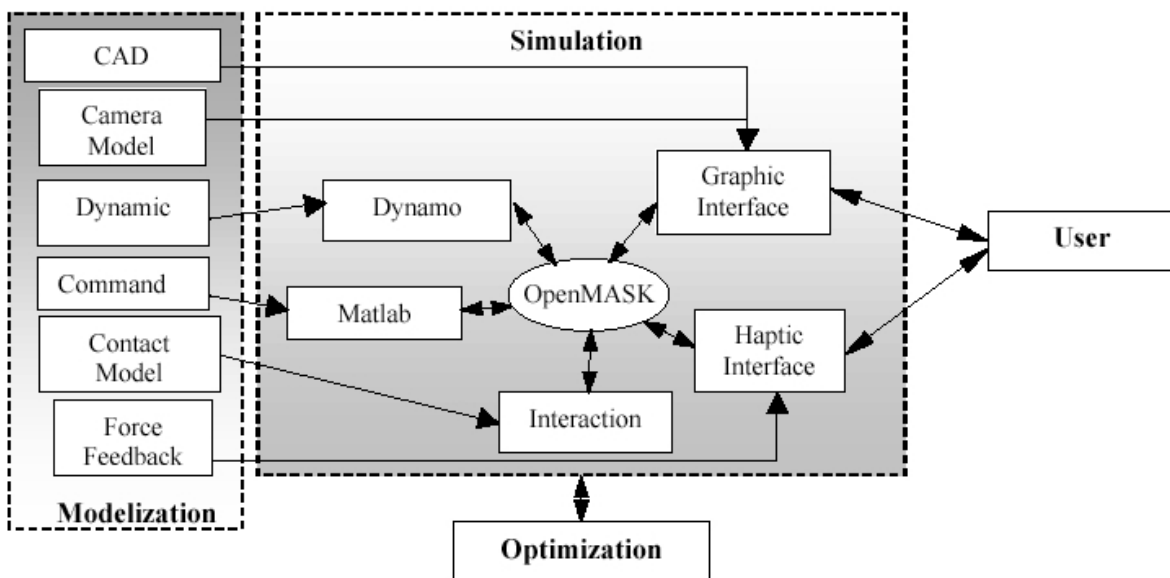 CAD
Camera
Model
Dynamic
Command
Contact
Model
Force
Feedback
Modelization
Simulation
Dynamo
Matlab
OpenMASK
Interaction
Graphic
Interface
Haptic
Interface
User
Optimization